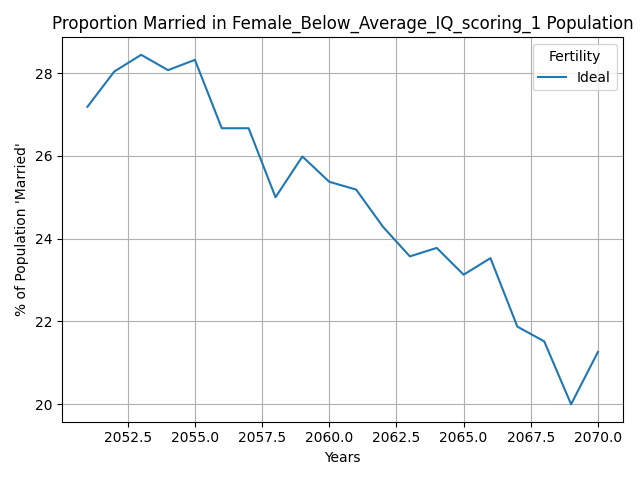 Proportion Married in Female_Below_Average_IQ_scoring_1 Population
Fertility
Ideal
% of Population 'Married'
28
26
24
22
20
2052.5 2055.0 2057.5 2060.0 2062.5 2065.0 2067.5 2070.0
Years